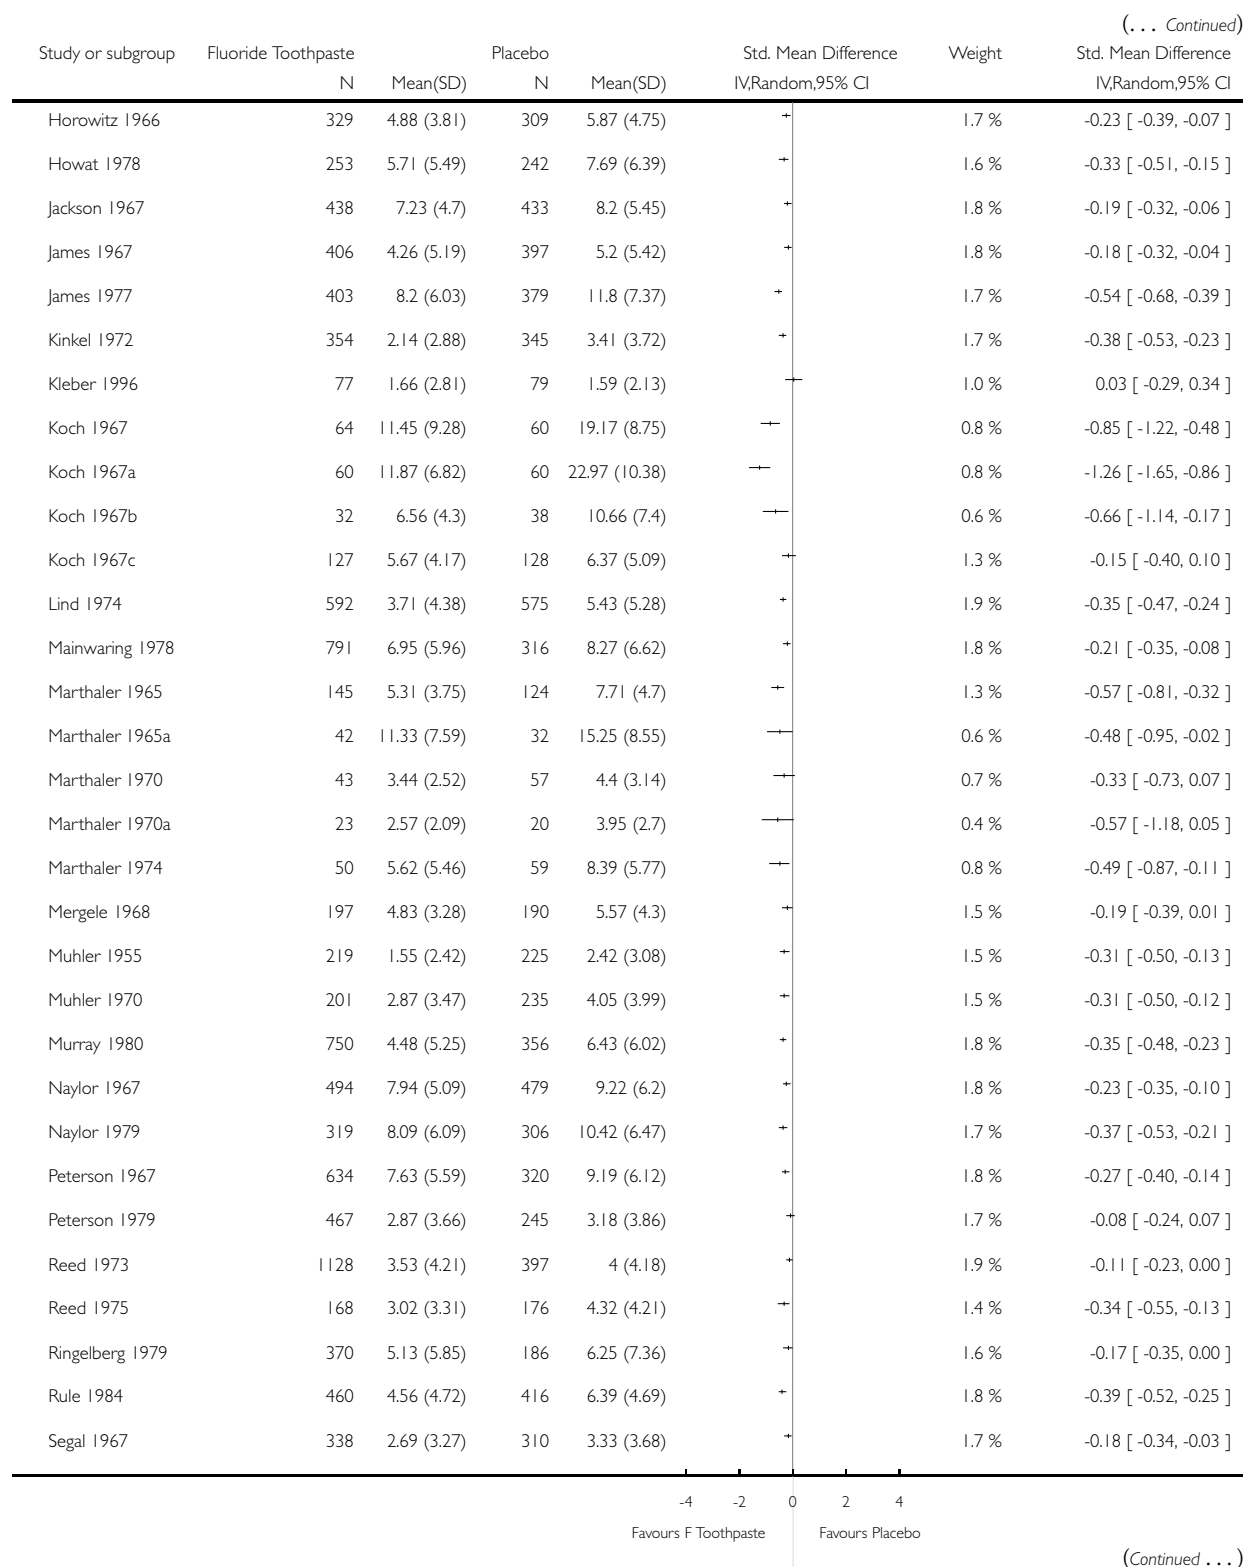 (... Continued)
Study or subgroup Fluoride Toothpaste Placebo Std. Mean Difference Weight Std. Mean Difference
N Mean(SD) N Mean(SD) IV,Random,95% CI IV,Random,95% CI
Horowitz 1966 329 4.88 (3.81) 309 5.87 (4.75) 1.7 % -0.23 [ -0.39, -0.07 ]
Howat 1978 253 5.71 (5.49) 242 7.69 (6.39) 1.6 % -0.33 [ -0.51, -0.15 ]
Jackson 1967 438 7.23 (4.7) 433 8.2 (5.45) 1.8 % -0.19 [ -0.32, -0.06 ]
James 1967 406 4.26 (5.19) 397 5.2 (5.42) 1.8 % -0.18 [ -0.32, -0.04 ]
James 1977 403 8.2 (6.03) 379 11.8 (7.37) 1.7 % -0.54 [ -0.68, -0.39 ]
Kinkel 1972 354 2.14 (2.88) 345 3.41 (3.72) 1.7 % -0.38 [ -0.53, -0.23 ]
Kleber 1996 77 1.66 (2.81) 79 1.59 (2.13) 1.0 % 0.03 [ -0.29, 0.34 ]
Koch 1967 64 11.45 (9.28) 60 19.17 (8.75) 0.8 % -0.85 [ -1.22, -0.48 ]
Koch 1967a 60 11.87 (6.82) 60 22.97 (10.38) 0.8 % -1.26 [ -1.65, -0.86 ]
Koch 1967b 32 6.56 (4.3) 38 10.66 (7.4) 0.6 % -0.66 [ -1.14, -0.17 ]
Koch 1967c 127 5.67 (4.17) 128 6.37 (5.09) 1.3 % -0.15 [ -0.40, 0.10 ]
Lind 1974 592 3.71 (4.38) 575 5.43 (5.28) 1.9 % -0.35 [ -0.47, -0.24 ]
Mainwaring 1978 791 6.95 (5.96) 316 8.27 (6.62) 1.8 % -0.21 [ -0.35, -0.08 ]
Marthaler 1965 145 5.31 (3.75) 124 7.71 (4.7) 1.3 % -0.57 [ -0.81, -0.32 ]
Marthaler 1965a 42 11.33 (7.59) 32 15.25 (8.55) 0.6 % -0.48 [ -0.95, -0.02 ]
Marthaler 1970 43 3.44 (2.52) 57 4.4 (3.14) 0.7 % -0.33 [ -0.73, 0.07 ]
Marthaler 1970a 23 2.57 (2.09) 20 3.95 (2.7) 0.4 % -0.57 [ -1.18, 0.05 ]
Marthaler 1974 50 5.62 (5.46) 59 8.39 (5.77) 0.8 % -0.49 [ -0.87, -0.11 ]
Mergele 1968 197 4.83 (3.28) 190 5.57 (4.3) 1.5 % -0.19 [ -0.39, 0.01 ]
Muhler 1955 219 1.55 (2.42) 225 2.42 (3.08) 1.5 % -0.31 [ -0.50, -0.13 ]
Muhler 1970 201 2.87 (3.47) 235 4.05 (3.99) 1.5 % -0.31 [ -0.50, -0.12 ]
Murray 1980 750 4.48 (5.25) 356 6.43 (6.02) 1.8 % -0.35 [ -0.48, -0.23 ]
Naylor 1967 494 7.94 (5.09) 479 9.22 (6.2) 1.8 % -0.23 [ -0.35, -0.10 ]
Naylor 1979 319 8.09 (6.09) 306 10.42 (6.47) 1.7 % -0.37 [ -0.53, -0.21 ]
Peterson 1967 634 7.63 (5.59) 320 9.19 (6.12) 1.8 % -0.27 [ -0.40, -0.14 ]
Peterson 1979 467 2.87 (3.66) 245 3.18 (3.86) 1.7 % -0.08 [ -0.24, 0.07 ]
Reed 1973 1128 3.53 (4.21) 397 4 (4.18) 1.9 % -0.11 [ -0.23, 0.00 ]
Reed 1975 168 3.02 (3.31) 176 4.32 (4.21) 1.4 % -0.34 [ -0.55, -0.13 ]
Ringelberg 1979 370 5.13 (5.85) 186 6.25 (7.36) 1.6 % -0.17 [ -0.35, 0.00 ]
Rule 1984 460 4.56 (4.72) 416 6.39 (4.69) 1.8 % -0.39 [ -0.52, -0.25 ]
Segal 1967 338 2.69 (3.27) 310 3.33 (3.68) 1.7 % -0.18 [ -0.34, -0.03 ]
-4 -2 0 2 4
Favours F Toothpaste Favours Placebo
(Continued ...)